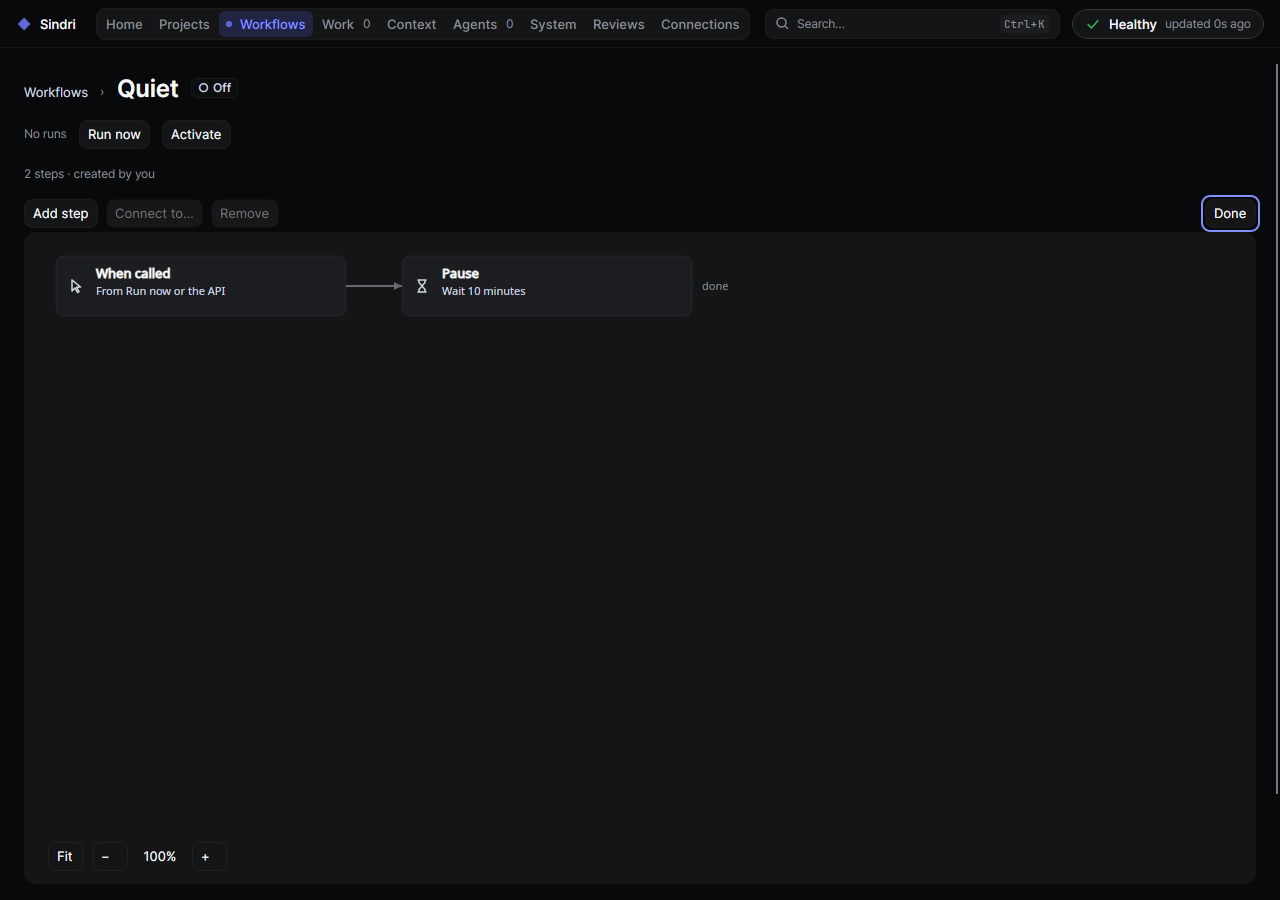 Sindri
Home Projects Workflows Work 0 Context Agents 0 System Reviews Connections
Search... Ctrl+K
Healthy updated 0s ago
Workflows › Quiet Off
No runs Run now Activate
2 steps · created by you
Add step Connect to... Remove Done
When called
From Run now or the API
Pause
Wait 10 minutes
done
Fit – 100% +